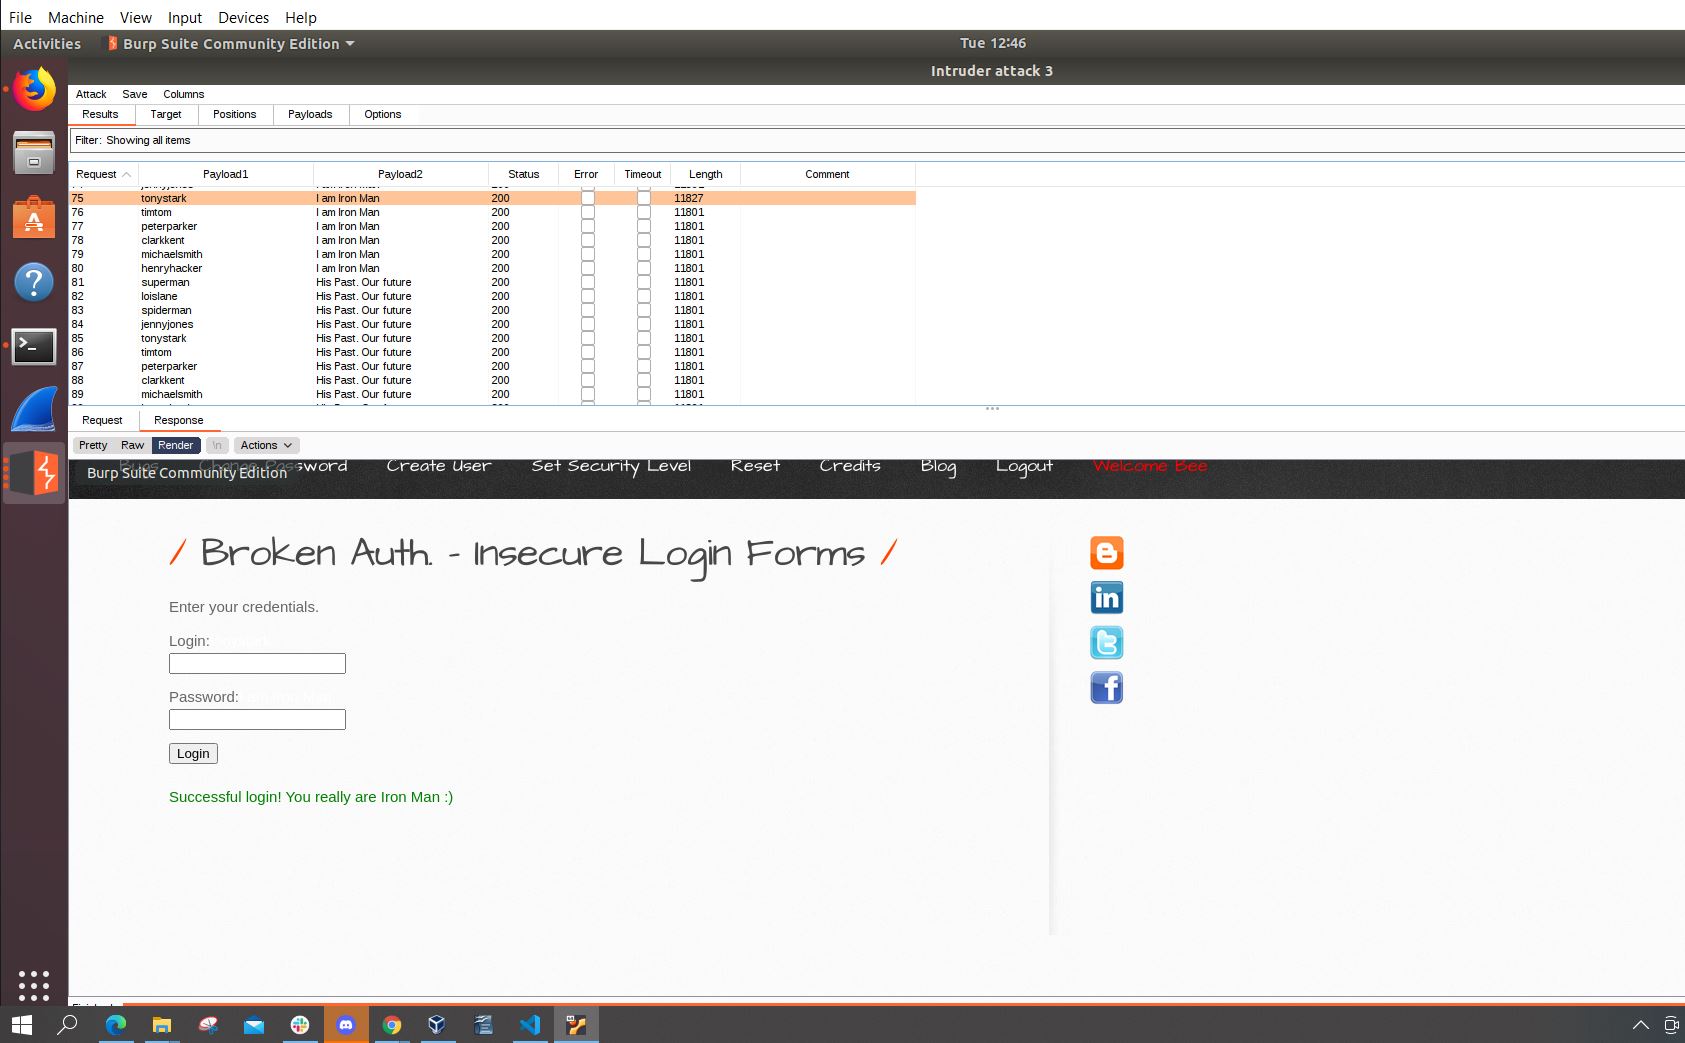 File Machine View Input Devices Help
Activities Burp Suite Community Edition Tue 12:46
Intruder attack 3
Attack Save Columns
Results Target Positions Payloads Options
Filter: Showing all items
Request Payload1 Payload2 Status Error Timeout Length Comment
75 tonystark I am Iron Man 200 11827
76 timtom I am Iron Man 200 11801
77 peterparker I am Iron Man 200 11801
78 clarkkent I am Iron Man 200 11801
79 michaelsmith I am Iron Man 200 11801
80 henryhacker I am Iron Man 200 11801
81 superman His Past. Our future 200 11801
82 loislane His Past. Our future 200 11801
83 spiderman His Past. Our future 200 11801
84 jennyjones His Past. Our future 200 11801
85 tonystark His Past. Our future 200 11801
86 timtom His Past. Our future 200 11801
87 peterparker His Past. Our future 200 11801
88 clarkkent His Past. Our future 200 11801
89 michaelsmith His Past. Our future 200 11801
Request Response
Pretty Raw Render \n Actions
Bugs Change Password Create User Set Security Level Reset Credits Blog Logout Welcome Bee
Burp Suite Community Edition
/ Broken Auth. - Insecure Login Forms /
Enter your credentials.
Login:
Password:
Login
Successful login! You really are Iron Man :)